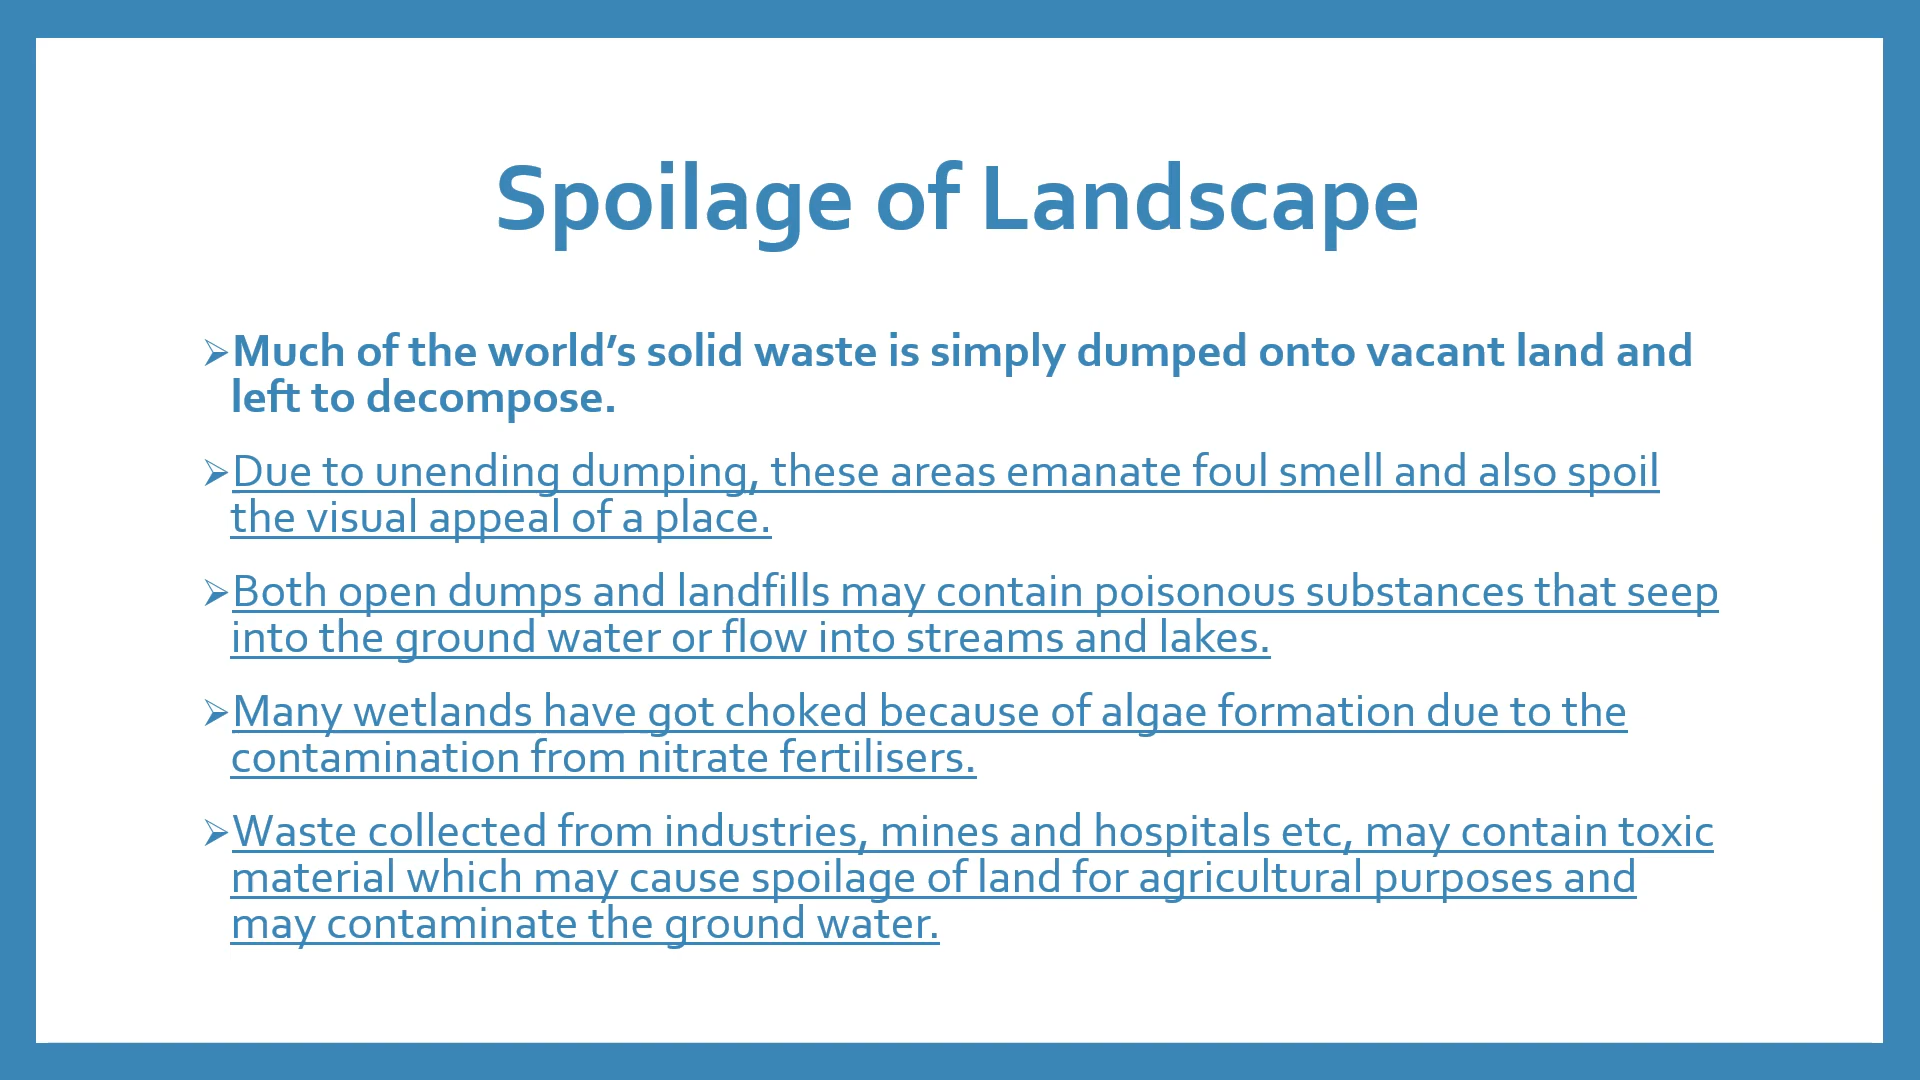 Spoilage of Landscape
➢Much of the world’s solid waste is simply dumped onto vacant land and
left to decompose.
➢Due to unending dumping, these areas emanate foul smell and also spoil
the visual appeal of a place.
➢Both open dumps and landfills may contain poisonous substances that seep
into the ground water or flow into streams and lakes.
➢Many wetlands have got choked because of algae formation due to the
contamination from nitrate fertilisers.
➢Waste collected from industries, mines and hospitals etc, may contain toxic
material which may cause spoilage of land for agricultural purposes and
may contaminate the ground water.